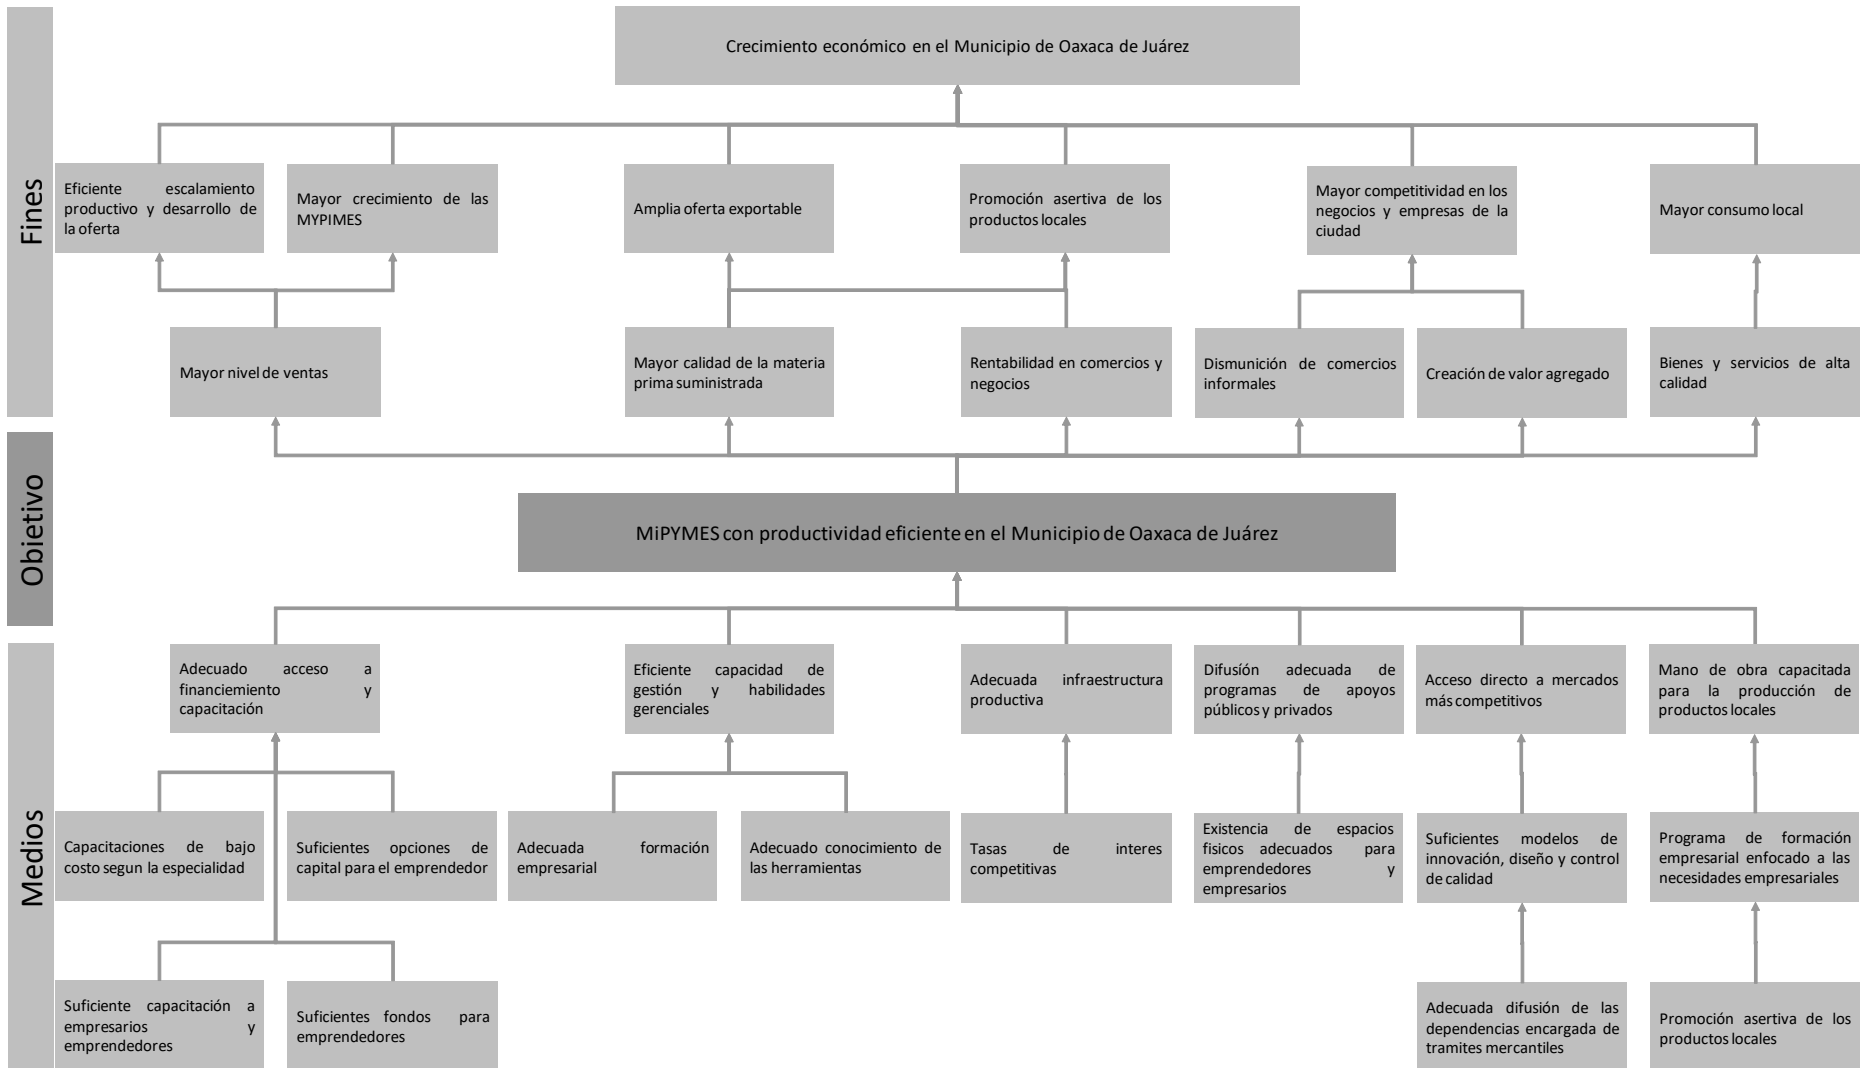 Fines
Crecimiento económico en el Municipio de Oaxaca de Juárez
Eficiente escalamiento
productivo y desarrollo de
la oferta
Mayor crecimiento de las
MYPIMES
Amplia oferta exportable
Promoción asertiva de los
productos locales
Mayor competitividad en los
negocios y empresas de la
ciudad
Mayor consumo local
Mayor nivel de ventas
Mayor calidad de la materia
prima suministrada
Rentabilidad en comercios y
negocios
Dismunición de comercios
informales
Creación de valor agregado
Bienes y servicios de alta
calidad
Objetivo
MiPYMES con productividad eficiente en el Municipio de Oaxaca de Juárez
Medios
Adecuado acceso a
financiemiento y
capacitación
Eficiente capacidad de
gestión y habilidades
gerenciales
Adecuada infraestructura
productiva
Difusíón adecuada de
programas de apoyos
públicos y privados
Acceso directo a mercados
más competitivos
Mano de obra capacitada
para la producción de
productos locales
Capacitaciones de bajo
costo segun la especialidad
Suficientes opciones de
capital para el emprendedor
Adecuada formación
empresarial
Adecuado conocimiento de
las herramientas
Tasas de interes
competitivas
Existencia de espacios
fisicos adecuados para
emprendedores y
empresarios
Suficientes modelos de
innovación, diseño y control
de calidad
Programa de formación
empresarial enfocado a las
necesidades empresariales
Suficiente capacitación a
empresarios y
emprendedores
Suficientes fondos para
emprendedores
Adecuada difusión de las
dependencias encargada de
tramites mercantiles
Promoción asertiva de los
productos locales